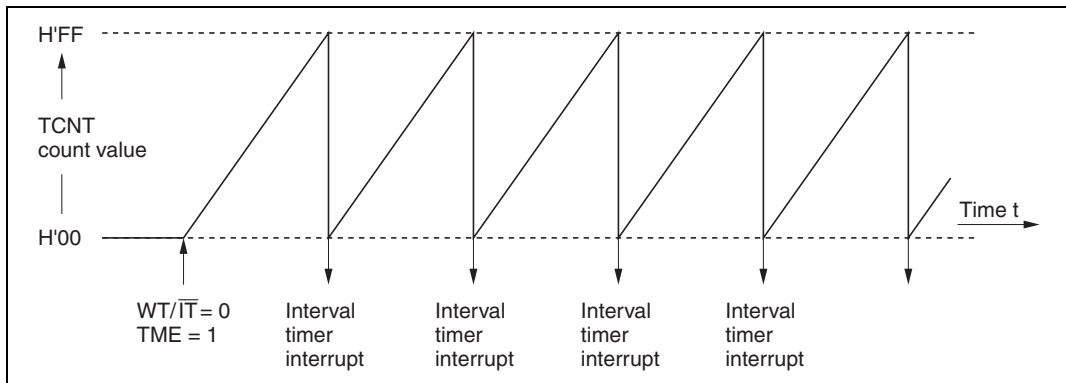 H'FF
TCNT
count value
H'00
Time t
WT/I̅T̅ = 0
TME = 1
Interval
timer
interrupt
Interval
timer
interrupt
Interval
timer
interrupt
Interval
timer
interrupt